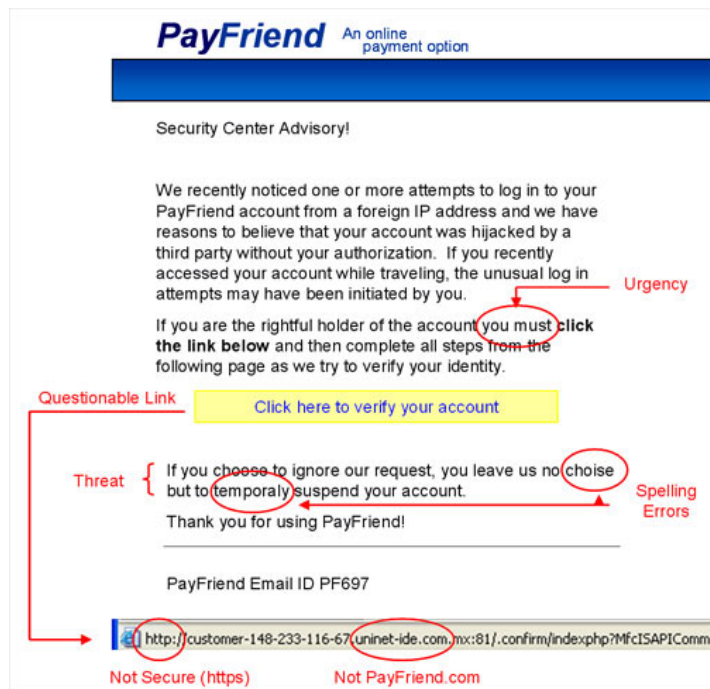 PayFriend An online
payment option
Security Center Advisory!
We recently noticed one or more attempts to log in to your
PayFriend account from a foreign IP address and we have
reasons to believe that your account was hijacked by a
third party without your authorization. If you recently
accessed your account while traveling, the unusual log in
attempts may have been initiated by you.
Urgency
If you are the rightful holder of the account you must click
the link below and then complete all steps from the
following page as we try to verify your identity.
Questionable Link
Click here to verify your account
Threat
If you choose to ignore our request, you leave us no choise
but to temporaly suspend your account.
Spelling
Errors
Thank you for using PayFriend!
PayFriend Email ID PF697
http://customer-148-233-116-67.uninet-ide.com.mx:81/.confirm/indexphp?MfcISAPIComm
Not Secure (https) Not PayFriend.com